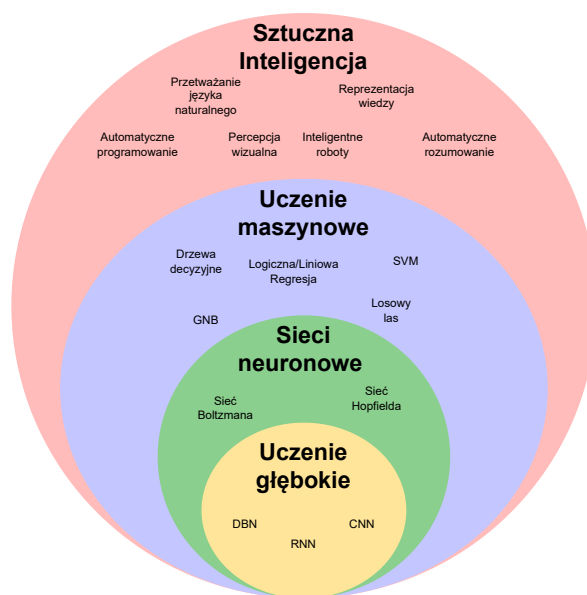 Sztuczna
Inteligencja
Przetważanie
języka
naturalnego
Reprezentacja
wiedzy
Automatyczne
programowanie
Percepcja
wizualna
Inteligentne
roboty
Automatyczne
rozumowanie
Uczenie
maszynowe
Drzewa
decyzyjne
Logiczna/Liniowa
Regresja
SVM
GNB
Losowy
las
Sieci
neuronowe
Sieć
Boltzmana
Sieć
Hopfielda
Uczenie
głębokie
DBN
RNN
CNN